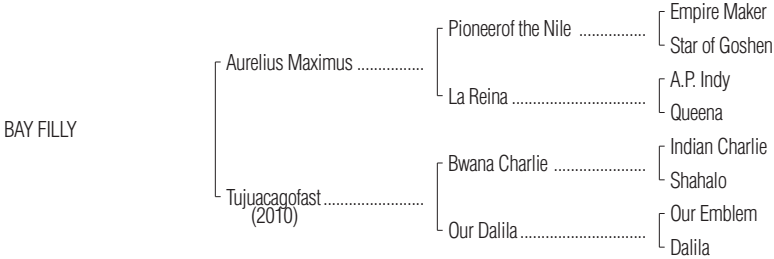 Empire Maker
Pioneerof the Nile ................
Star of Goshen
Aurelius Maximus ................
A.P. Indy
La Reina ................................
Queena
BAY FILLY
Indian Charlie
Bwana Charlie ......................
Shahalo
Tujuacagofast........................
(2010)
Our Emblem
Our Dalila..............................
Dalila